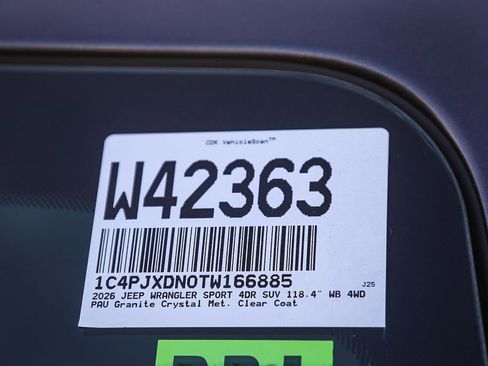 CDK VehicleScan™
W42363
1C4PJXDN0TW166885
J25
2026 JEEP WRANGLER SPORT 4DR SUV 118.4" WB 4WD
PAU Granite Crystal Met. Clear Coat